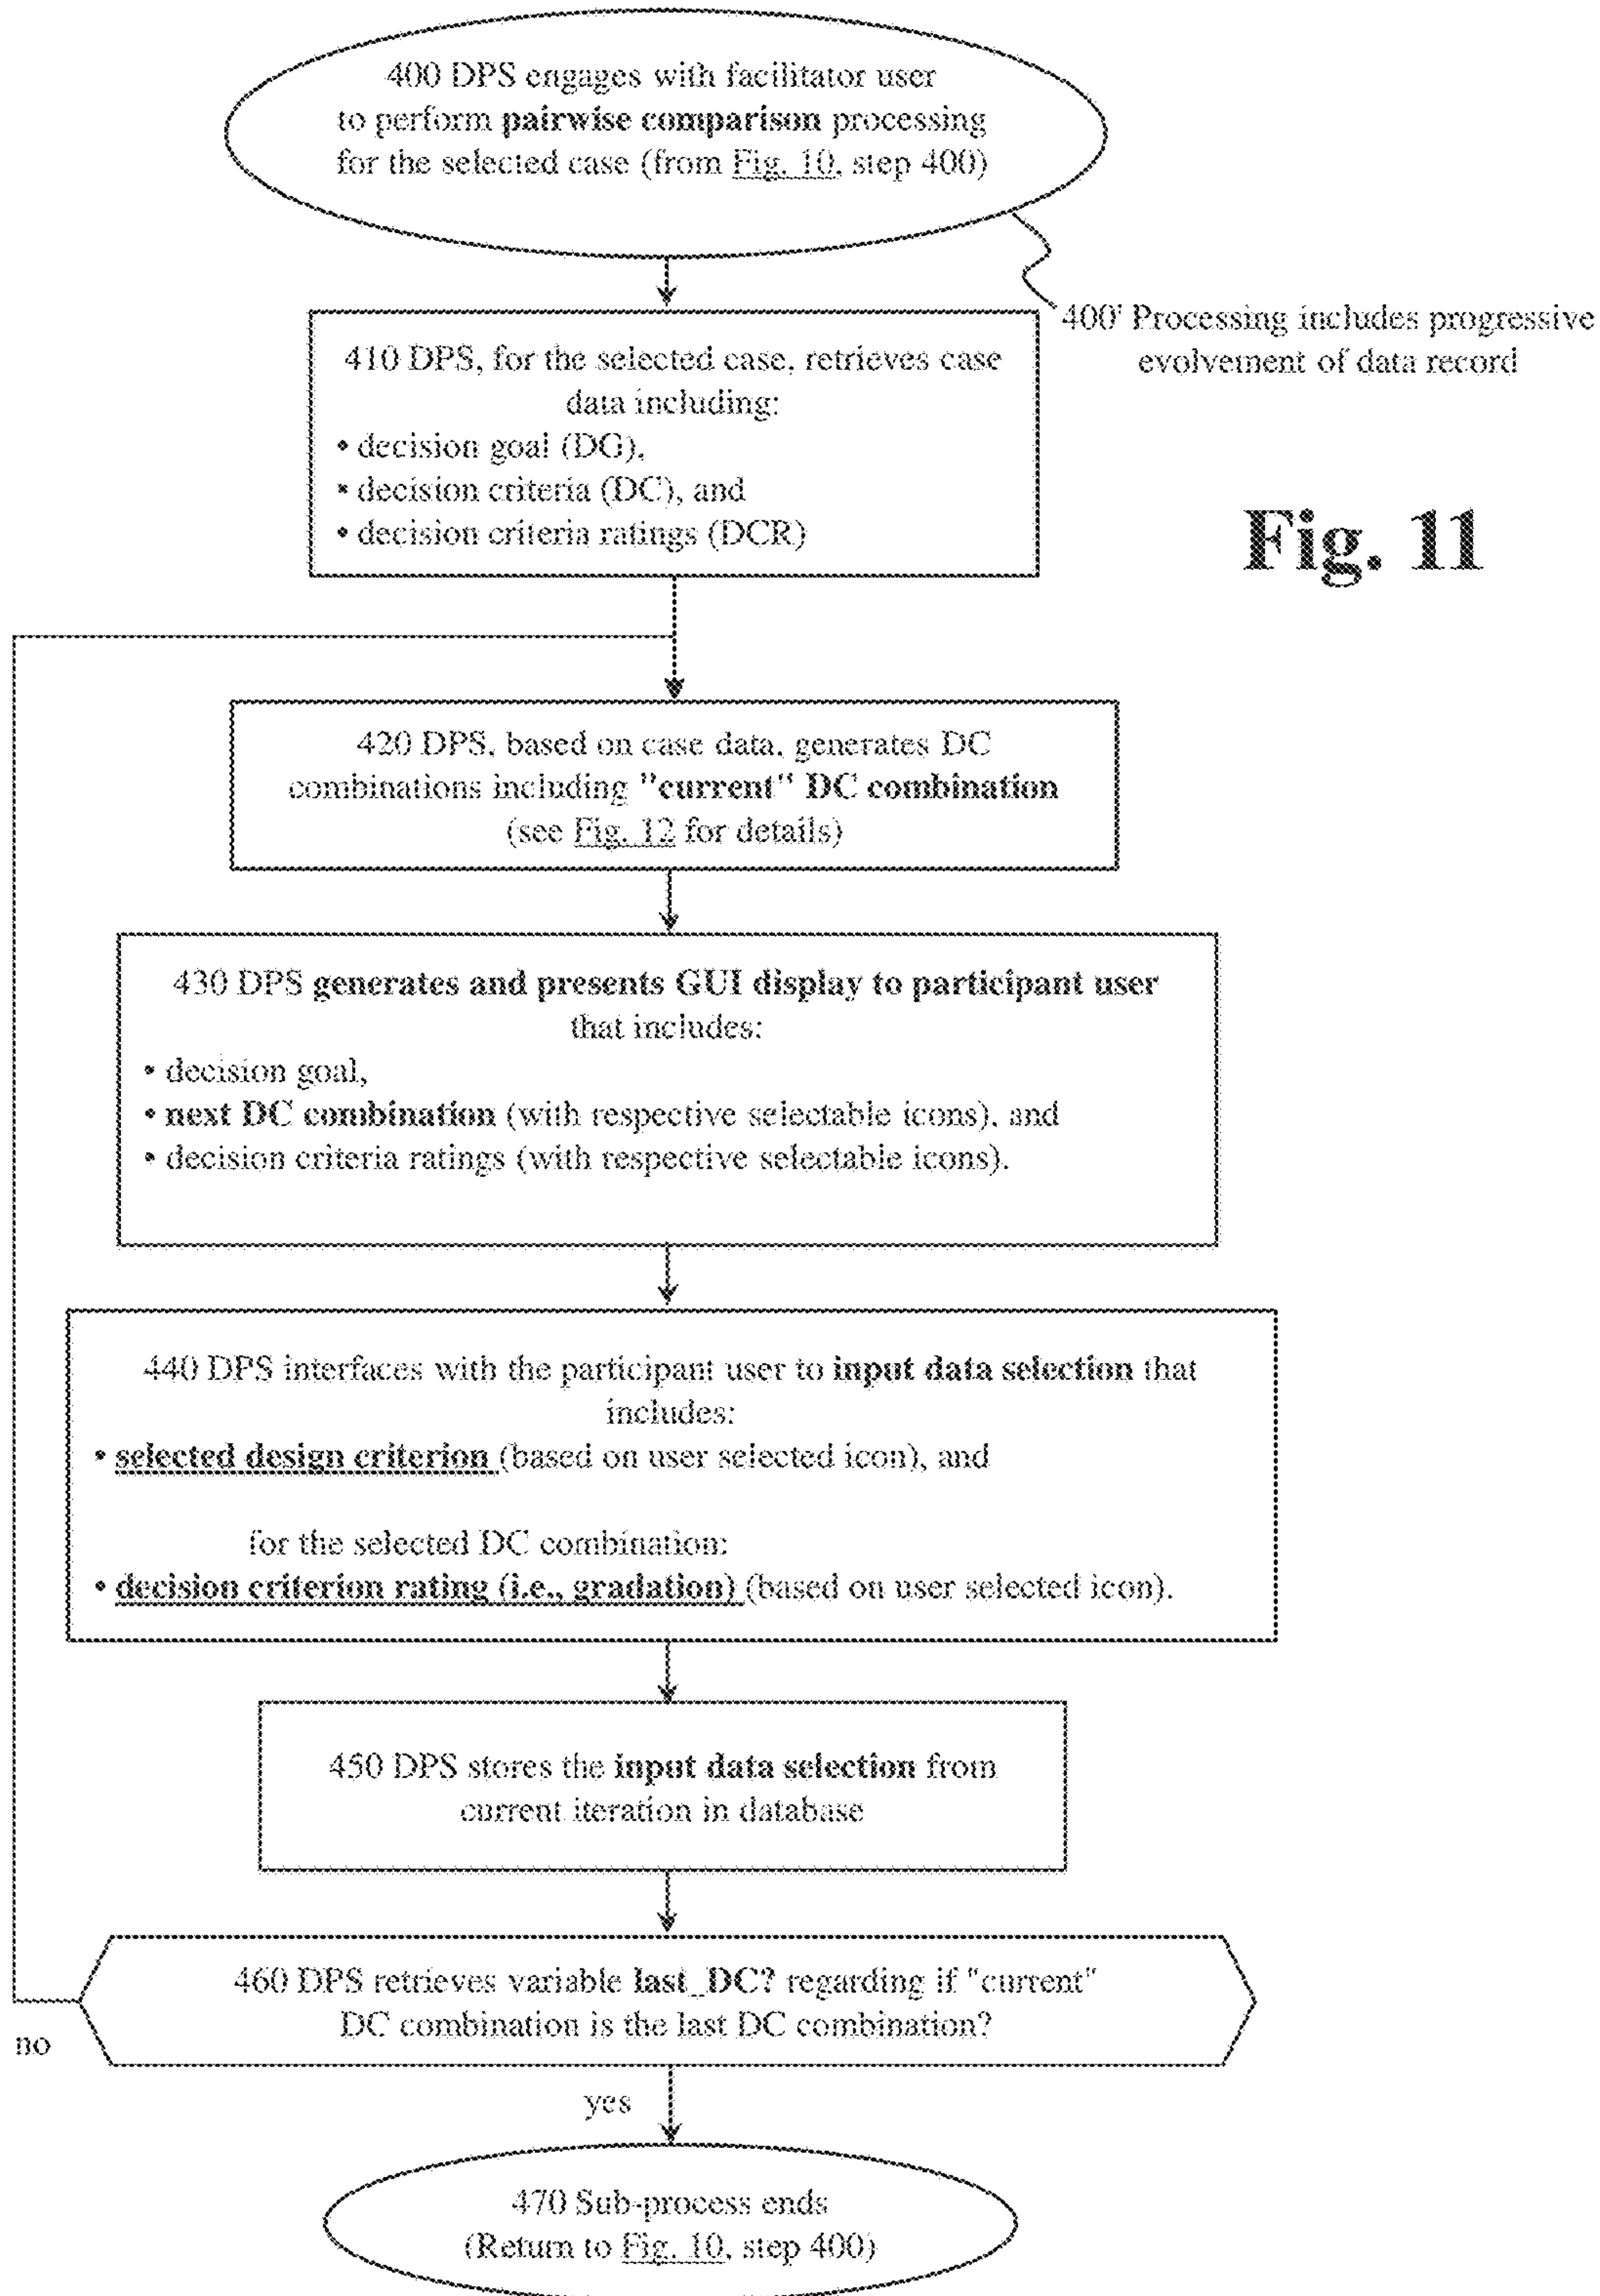 400 DPS engages with facilitator user
to perform pairwise comparison processing
for the selected case (from Fig. 10, step 400)
400' Processing includes progressive
evolvement of data record
410 DPS, for the selected case, retrieves case
data including:
• decision goal (DG),
• decision criteria (DC), and
• decision criteria ratings (DCR)
Fig. 11
420 DPS, based on case data, generates DC
combinations including "current" DC combination
(see Fig. 12 for details)
430 DPS generates and presents GUI display to participant user
that includes:
• decision goal,
• next DC combination (with respective selectable icons), and
• decision criteria ratings (with respective selectable icons).
440 DPS interfaces with the participant user to input data selection that
includes:
• selected design criterion (based on user selected icon), and
for the selected DC combination:
• decision criterion rating (i.e., gradation) (based on user selected icon).
450 DPS stores the input data selection from
current iteration in database
460 DPS retrieves variable last_DC? regarding if "current"
DC combination is the last DC combination?
no
yes
470 Sub-process ends
(Return to Fig. 10, step 400)